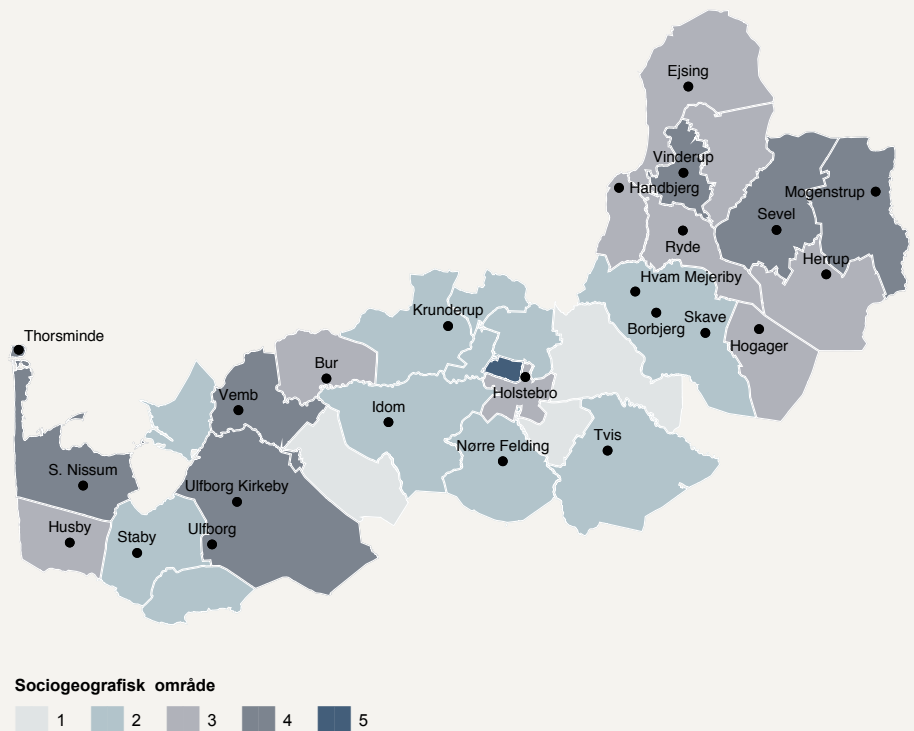 Ejsing
Vinderup
Handbjerg
Mogenstrup
Sevel
Ryde
Herrup
Hvam Mejeriby
Krunderup
Borbjerg
Skave
Hogager
Thorsminde
Bur
Holstebro
Vemb
Idom
Nørre Felding
Tvis
S. Nissum
Ulfborg Kirkeby
Husby
Staby
Ulfborg
Sociogeografisk område
1 2 3 4 5